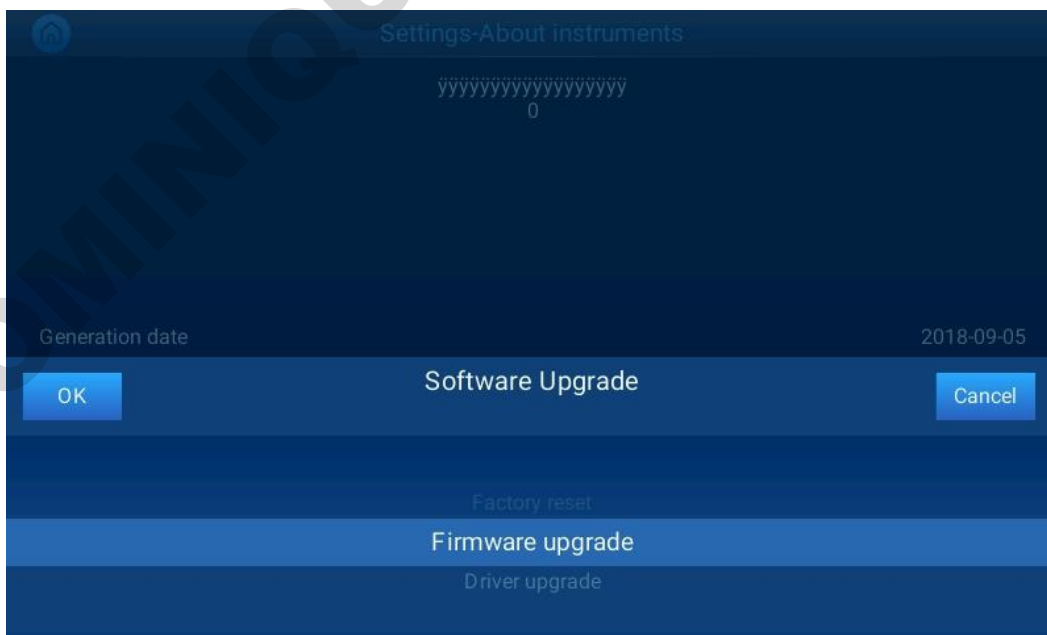 Settings-About instruments
ÿÿÿÿÿÿÿÿÿÿÿÿÿÿÿÿÿÿ
0
Generation date 2018-09-05
OK Software Upgrade Cancel
Factory reset
Firmware upgrade
Driver upgrade